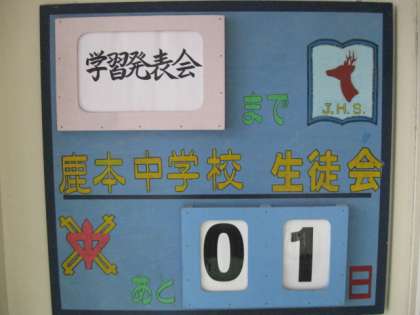 学習発表会
まで
J.H.S.
鹿本中学校 生徒会
中
あと 01日